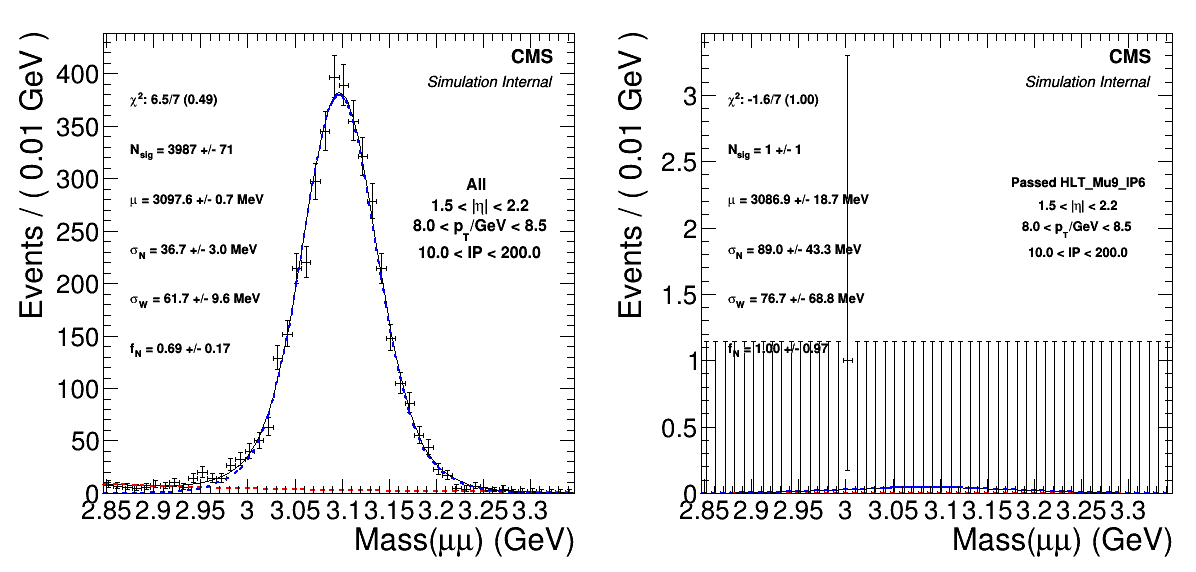 CMS
Simulation Internal
χ²: 6.5/7 (0.49)
N_sig = 3987 +/- 71
μ = 3097.6 +/- 0.7 MeV
σ_N = 36.7 +/- 3.0 MeV
σ_W = 61.7 +/- 9.6 MeV
f_N = 0.69 +/- 0.17
All
1.5 < |η| < 2.2
8.0 < p_T/GeV < 8.5
10.0 < IP < 200.0
Events / ( 0.01 GeV )
400
350
300
250
200
150
100
50
0
2.85 2.9 2.95 3 3.05 3.1 3.15 3.2 3.25 3.3
Mass(μμ) (GeV)
CMS
Simulation Internal
χ²: -1.6/7 (1.00)
N_sig = 1 +/- 1
μ = 3086.9 +/- 18.7 MeV
σ_N = 89.0 +/- 43.3 MeV
σ_W = 76.7 +/- 68.8 MeV
f_N = 1.00 +/- 0.97
Passed HLT_Mu9_IP6
1.5 < |η| < 2.2
8.0 < p_T/GeV < 8.5
10.0 < IP < 200.0
Events / ( 0.01 GeV )
3
2.5
2
1.5
1
0.5
0
2.85 2.9 2.95 3 3.05 3.1 3.15 3.2 3.25 3.3
Mass(μμ) (GeV)